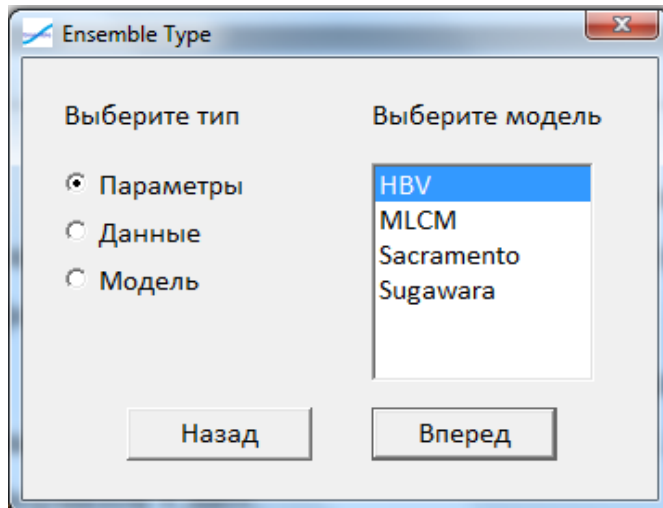 Ensemble Type
Выберите тип
Параметры
Данные
Модель
Выберите модель
HBV
MLCM
Sacramento
Sugawara
Назад
Вперед